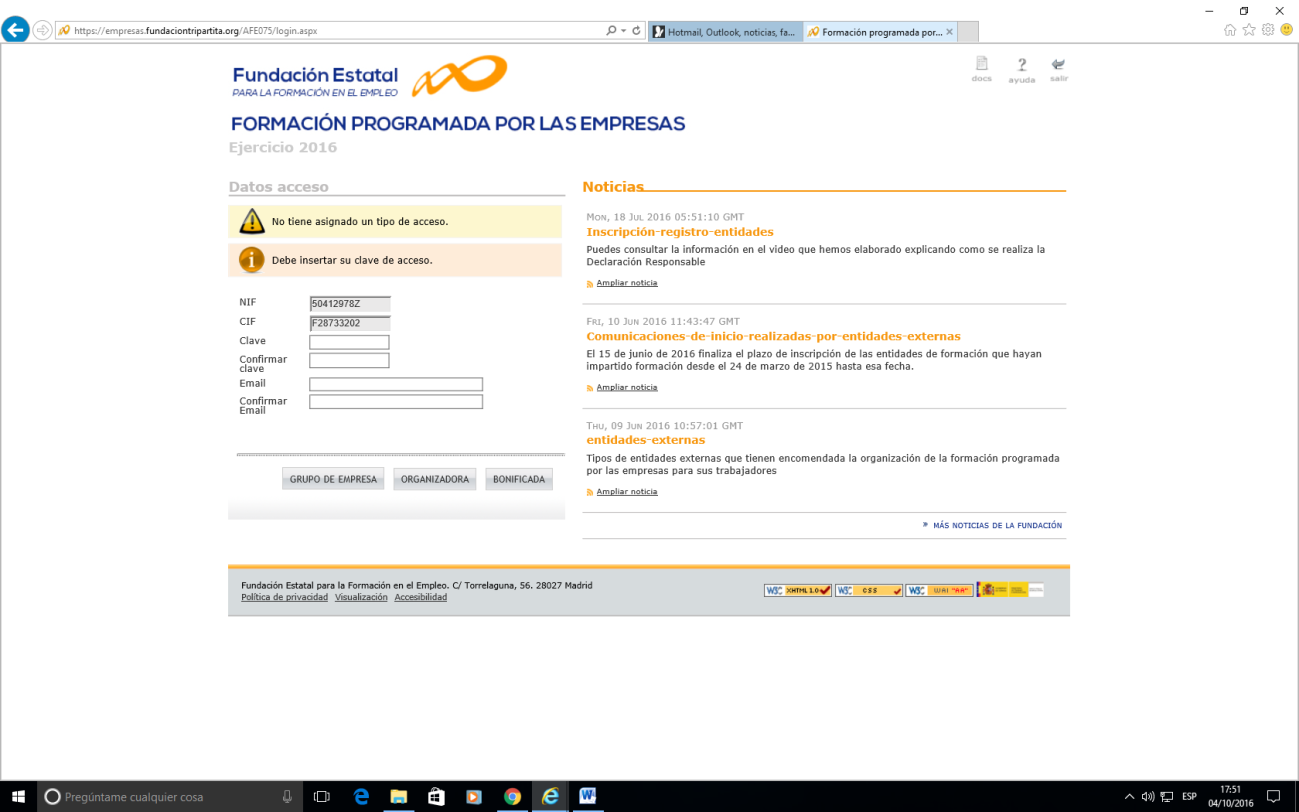 https://empresas.fundaciontripartita.org/AFE075/login.aspx
Hotmail, Outlook, noticias, fa...
Formación programada por...
Fundación Estatal
PARA LA FORMACIÓN EN EL EMPLEO
docs
ayuda
salir
FORMACIÓN PROGRAMADA POR LAS EMPRESAS
Ejercicio 2016
Datos acceso
No tiene asignado un tipo de acceso.
Debe insertar su clave de acceso.
NIF
50412978Z
CIF
F28733202
Clave
Confirmar
clave
Email
Confirmar
Email
GRUPO DE EMPRESA
ORGANIZADORA
BONIFICADA
Noticias
Mon, 18 Jul 2016 05:51:10 GMT
Inscripción-registro-entidades
Puedes consultar la información en el video que hemos elaborado explicando como se realiza la
Declaración Responsable
Ampliar noticia
Fri, 10 Jun 2016 11:43:47 GMT
Comunicaciones-de-inicio-realizadas-por-entidades-externas
El 15 de junio de 2016 finaliza el plazo de inscripción de las entidades de formación que hayan
impartido formación desde el 24 de marzo de 2015 hasta esa fecha.
Ampliar noticia
Thu, 09 Jun 2016 10:57:01 GMT
entidades-externas
Tipos de entidades externas que tienen encomendada la organización de la formación programada
por las empresas para sus trabajadores
Ampliar noticia
» MÁS NOTICIAS DE LA FUNDACIÓN
Fundación Estatal para la Formación en el Empleo. C/ Torrelaguna, 56. 28027 Madrid
Política de privacidad Visualización Accesibilidad
W3C XHTML 1.0
W3C CSS
W3C WAI "AA"
Pregúntame cualquier cosa
ESP
17:51
04/10/2016